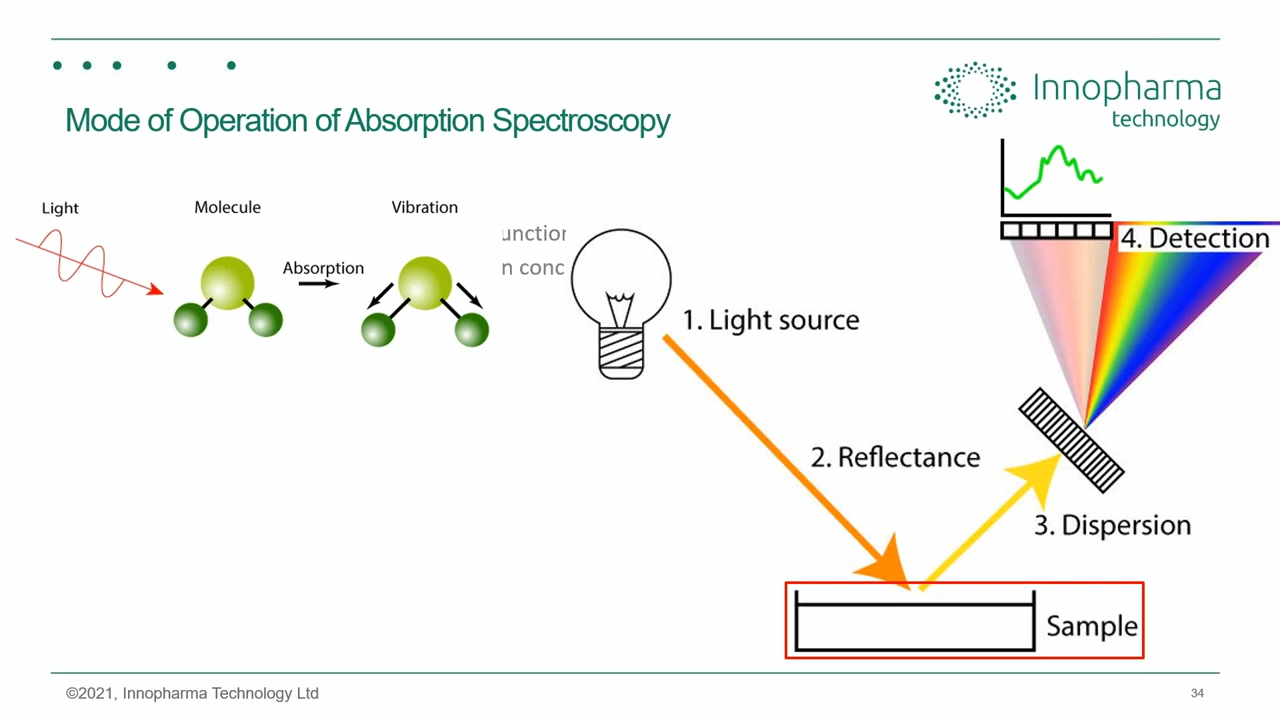 Innopharma
technology
Mode of Operation of Absorption Spectroscopy
Light
Molecule
Vibration
Absorption
1. Light source
2. Reflectance
3. Dispersion
4. Detection
Sample
©2021, Innopharma Technology Ltd
34